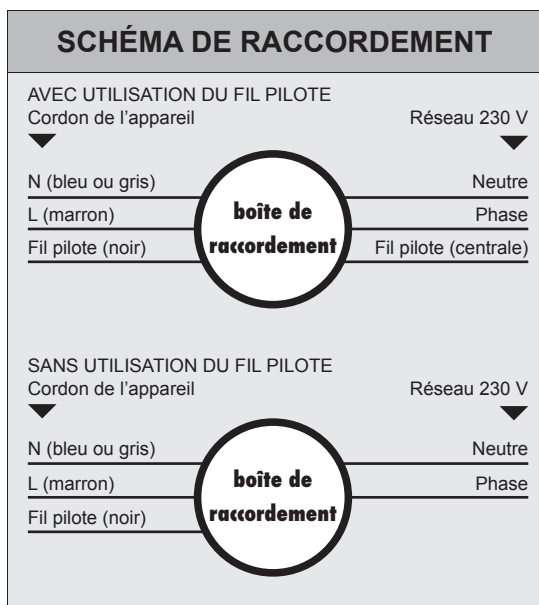 SCHÉMA DE RACCORDEMENT
AVEC UTILISATION DU FIL PILOTE
Cordon de l'appareil
Réseau 230 V
N (bleu ou gris)
L (marron)
Fil pilote (noir)
boîte de
raccordement
Neutre
Phase
Fil pilote (centrale)
SANS UTILISATION DU FIL PILOTE
Cordon de l'appareil
Réseau 230 V
N (bleu ou gris)
L (marron)
Fil pilote (noir)
boîte de
raccordement
Neutre
Phase